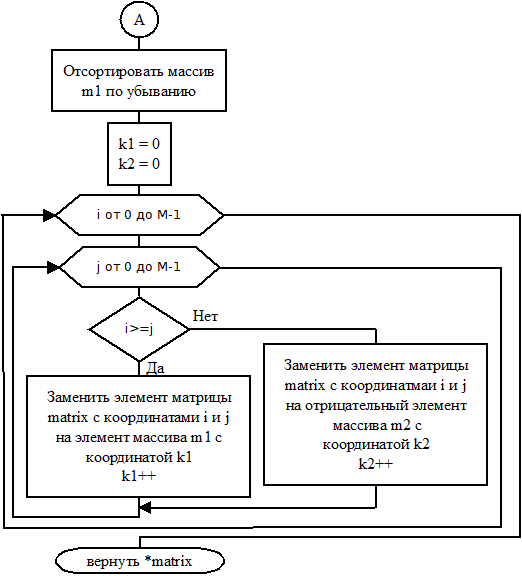 A
Отсортировать массив
m1 по убыванию
k1 = 0
k2 = 0
i от 0 до M-1
j от 0 до M-1
i>=j
Нет
Да
Заменить элемент матрицы
matrix с координатами i и j
на элемент массива m1 с
координатой k1
k1++
Заменить элемент матрицы
matrix с координатмаи i и j
на отрицательный элемент
массива m2 с
координатой k2
k2++
вернуть *matrix